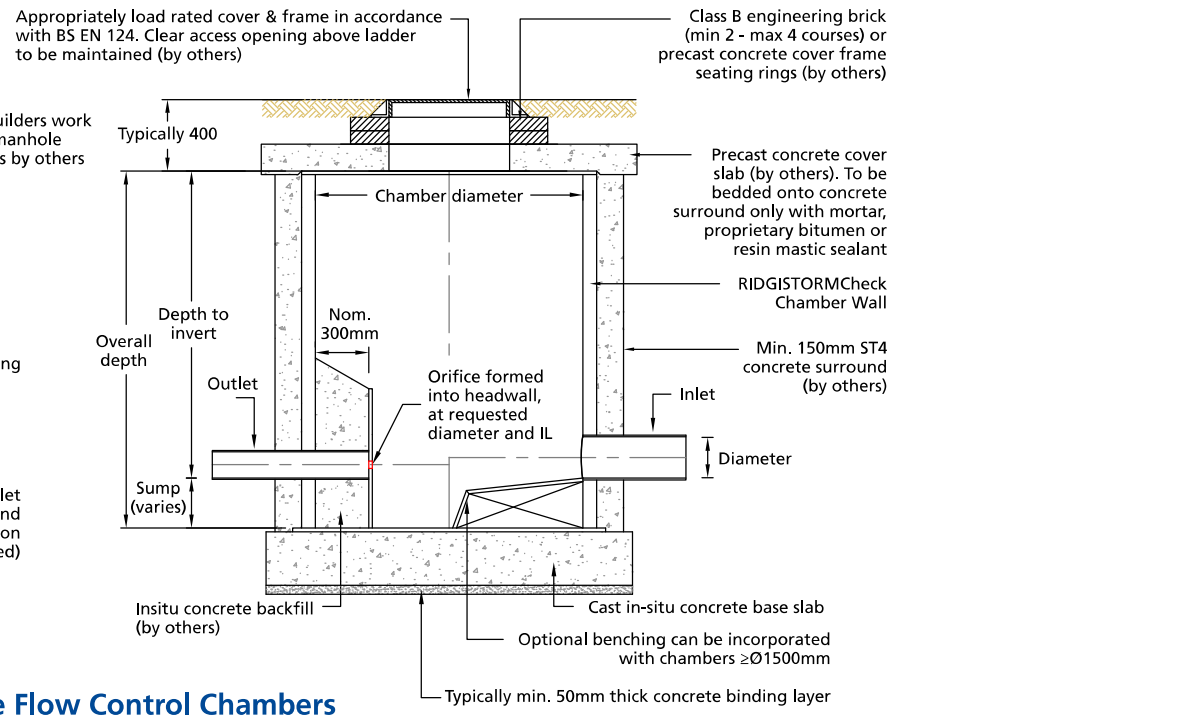 Appropriately load rated cover & frame in accordance
with BS EN 124. Clear access opening above ladder
to be maintained (by others)
Class B engineering brick
(min 2 - max 4 courses) or
precast concrete cover frame
seating rings (by others)
uilders work
manhole
s by others
Typically 400
Precast concrete cover
slab (by others). To be
bedded onto concrete
surround only with mortar,
proprietary bitumen or
resin mastic sealant
Chamber diameter
RIDGISTORMCheck
Chamber Wall
Depth to
invert
Nom.
300mm
Overall
depth
Min. 150mm ST4
concrete surround
(by others)
ing
Outlet
Orifice formed
into headwall,
at requested
diameter and IL
Inlet
Diameter
Sump
(varies)
let
nd
on
ed)
Insitu concrete backfill
(by others)
Cast in-situ concrete base slab
Optional benching can be incorporated
with chambers ≥Ø1500mm
Typically min. 50mm thick concrete binding layer
e Flow Control Chambers